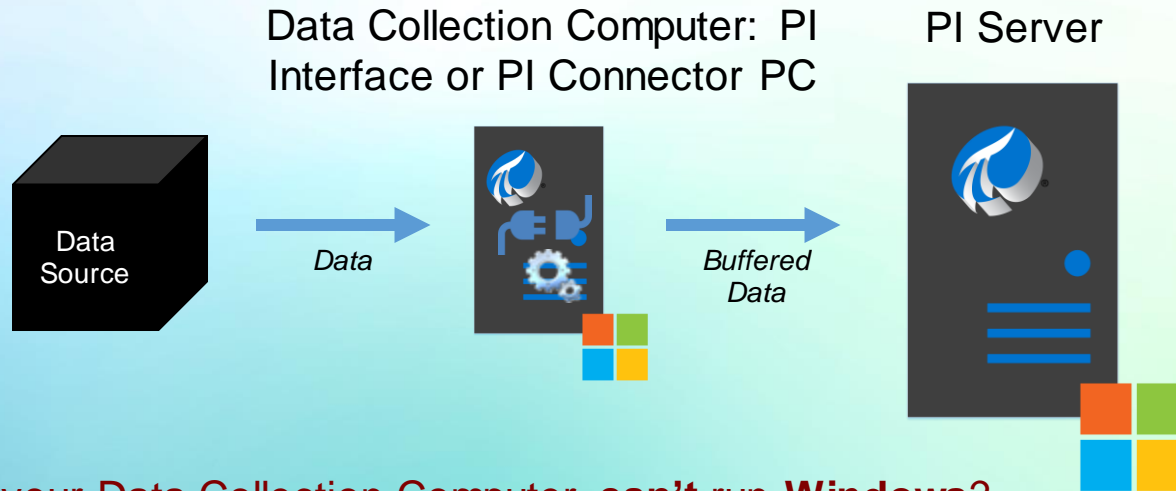 Data Collection Computer: PI
Interface or PI Connector PC
PI Server
Data
Source
Data
Buffered
Data
your Data Collection Computer can't run Windows?